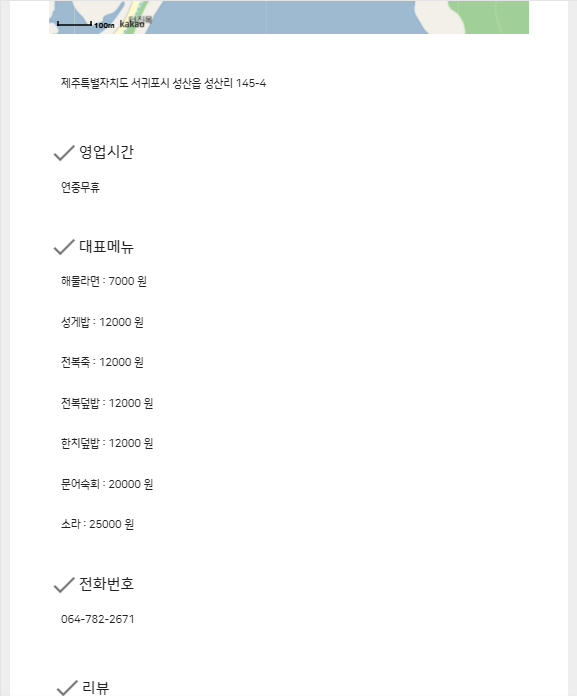 100m kakao
제주특별자치도 서귀포시 성산읍 성산리 145-4
영업시간
연중무휴
대표메뉴
해물라면 : 7000 원
성게밥 : 12000 원
전복죽 : 12000 원
전복덮밥 : 12000 원
한치덮밥 : 12000 원
문어숙회 : 20000 원
소라 : 25000 원
전화번호
064-782-2671
리뷰